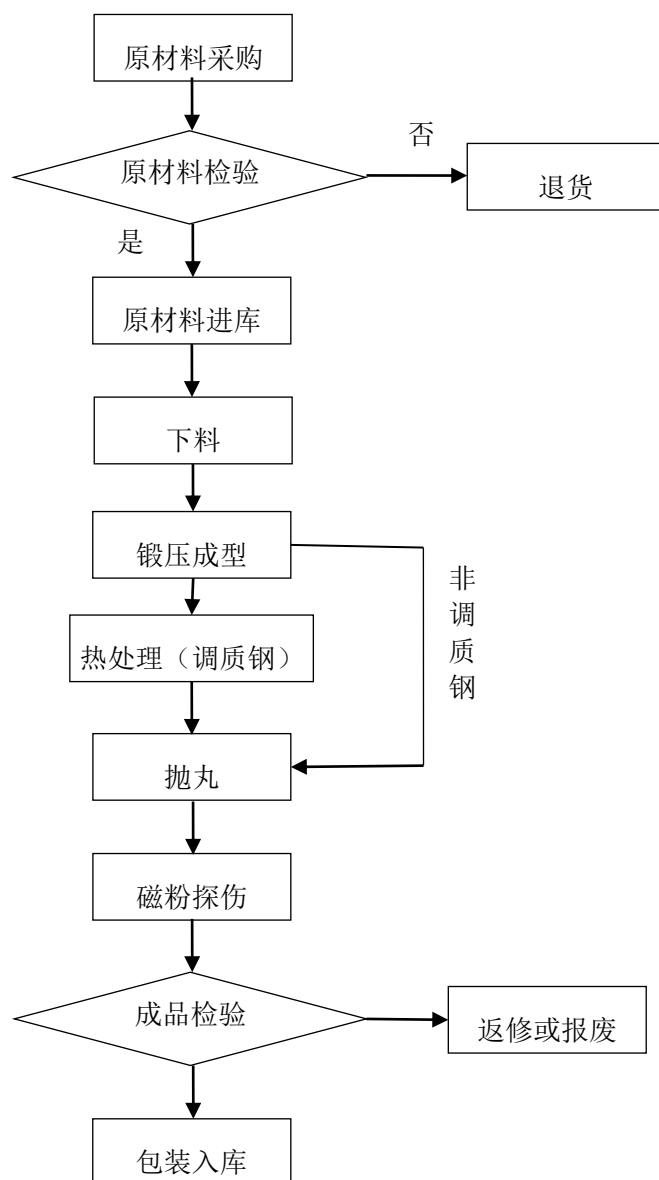 原材料采购
否
原材料检验
退货
是
原材料进库
下料
锻压成型
非调质钢
热处理（调质钢）
抛丸
磁粉探伤
成品检验
返修或报废
包装入库